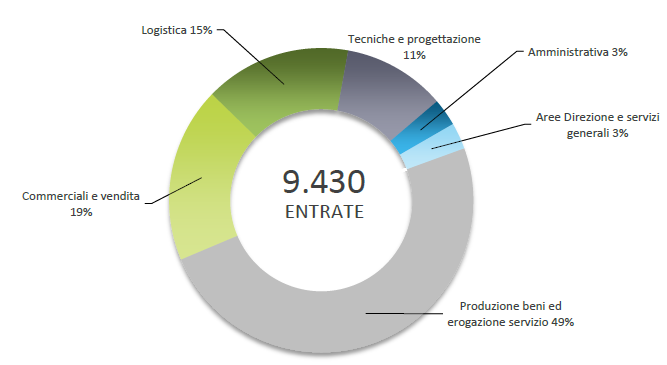 Logistica 15%
Tecniche e progettazione
11%
Amministrativa 3%
Aree Direzione e servizi
generali 3%
Commerciali e vendita
19%
9.430
ENTRATE
Produzione beni ed
erogazione servizio 49%